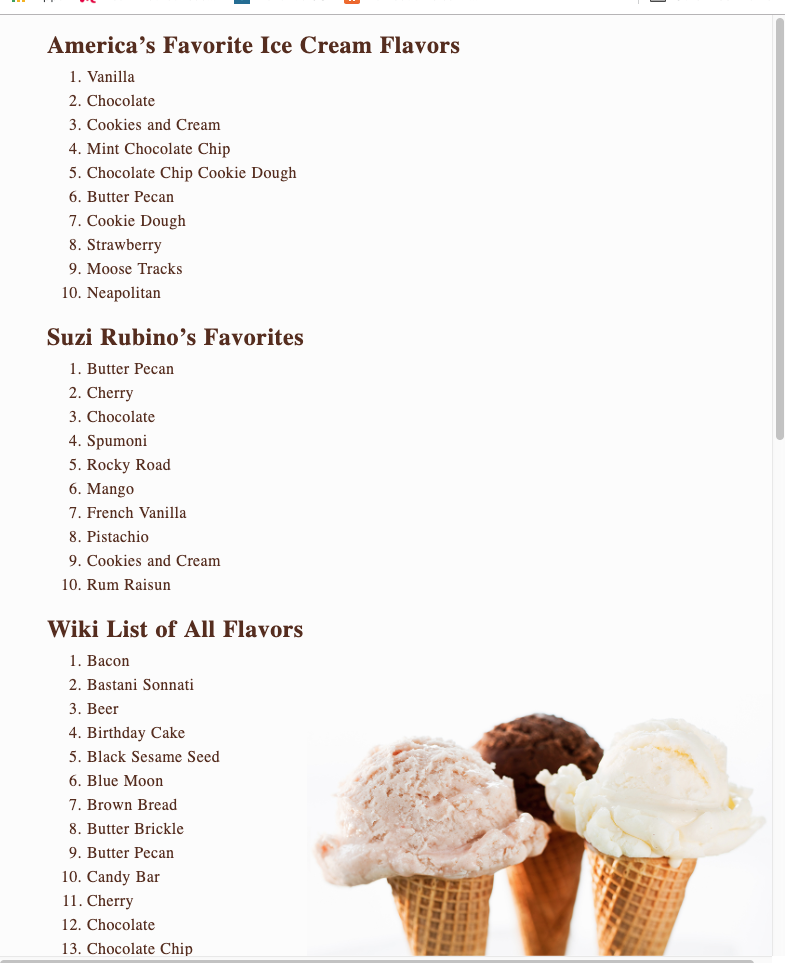 America’s Favorite Ice Cream Flavors
1. Vanilla
2. Chocolate
3. Cookies and Cream
4. Mint Chocolate Chip
5. Chocolate Chip Cookie Dough
6. Butter Pecan
7. Cookie Dough
8. Strawberry
9. Moose Tracks
10. Neapolitan
Suzi Rubino’s Favorites
1. Butter Pecan
2. Cherry
3. Chocolate
4. Spumoni
5. Rocky Road
6. Mango
7. French Vanilla
8. Pistachio
9. Cookies and Cream
10. Rum Raisun
Wiki List of All Flavors
1. Bacon
2. Bastani Sonnati
3. Beer
4. Birthday Cake
5. Black Sesame Seed
6. Blue Moon
7. Brown Bread
8. Butter Brickle
9. Butter Pecan
10. Candy Bar
11. Cherry
12. Chocolate
13. Chocolate Chip